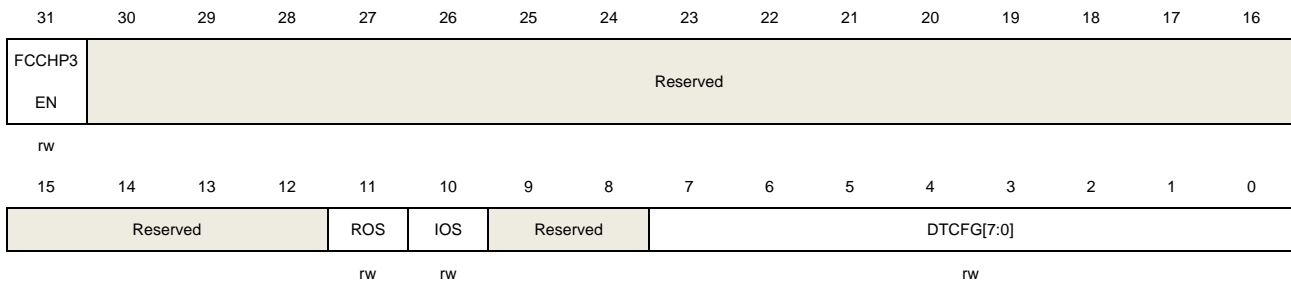 31 30 29 28 27 26 25 24 23 22 21 20 19 18 17 16
FCCHP3
EN
Reserved
rw
15 14 13 12 11 10 9 8 7 6 5 4 3 2 1 0
Reserved ROS IOS Reserved DTCFG[7:0]
rw rw rw